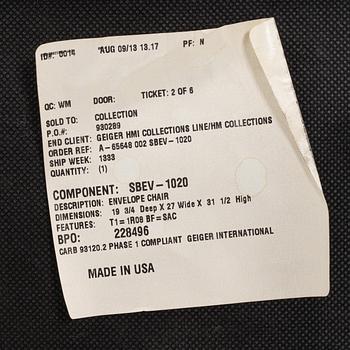 ID#: 0014 AUG 09/13 13.17 PF: N
QC: WM DOOR: TICKET: 2 OF 6
SOLD TO: COLLECTION
P.O.#: 930289
END CLIENT: GEIGER HMI COLLECTIONS LINE/HM COLLECTIONS
ORDER REF: A-65648 002 SBEV-1020
SHIP WEEK: 1333
QUANTITY: (1)
COMPONENT: SBEV-1020
DESCRIPTION: ENVELOPE CHAIR
DIMENSIONS: 19 3/4 Deep X 27 Wide X 31 1/2 High
FEATURES: T1=1R08 BF=SAC
BPO: 228496
CARB 93120.2 PHASE 1 COMPLIANT GEIGER INTERNATIONAL
MADE IN USA